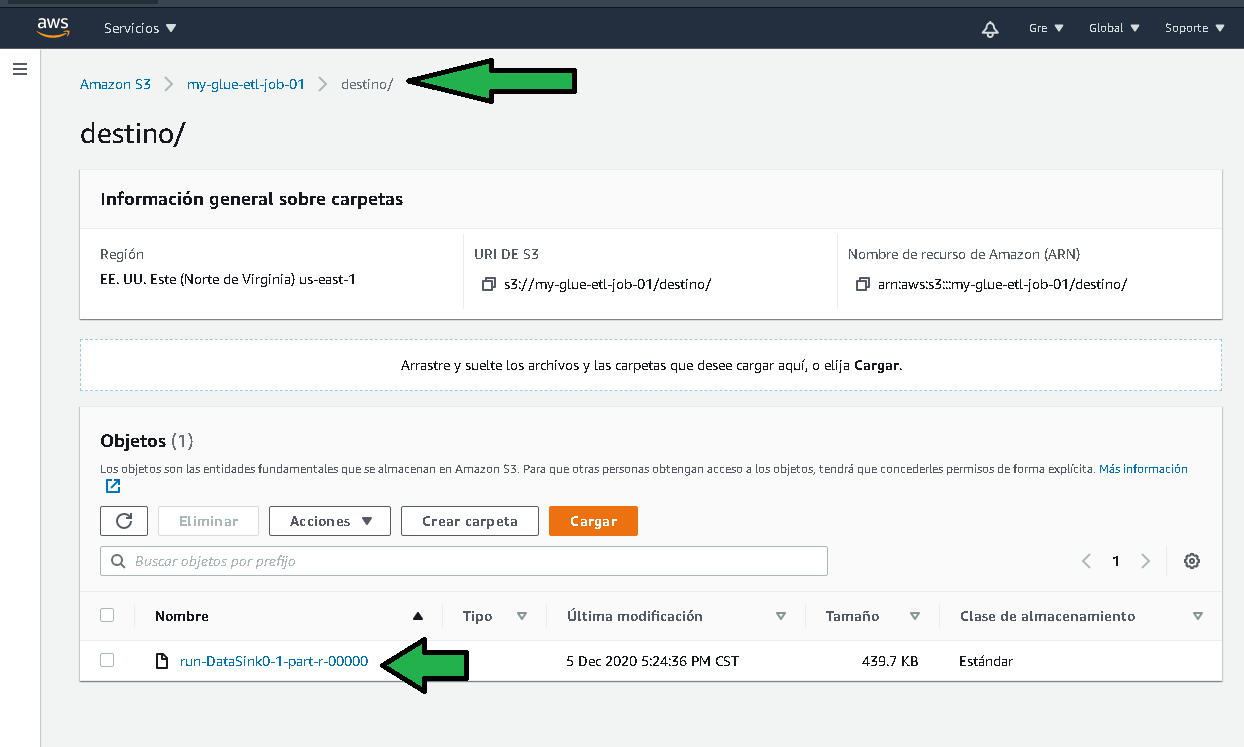 aws Servicios Gre Global Soporte
Amazon S3 my-glue-etl-job-01 destino/
destino/
Información general sobre carpetas
Región URI DE S3 Nombre de recurso de Amazon (ARN)
EE. UU. Este (Norte de Virginia) us-east-1 s3://my-glue-etl-job-01/destino/ arn:aws:s3:::my-glue-etl-job-01/destino/
Arrastre y suelte los archivos y las carpetas que desee cargar aquí, o elija Cargar.
Objetos (1)
Los objetos son las entidades fundamentales que se almacenan en Amazon S3. Para que otras personas obtengan acceso a los objetos, tendrá que concederles permisos de forma explícita. Más información
Eliminar Acciones Crear carpeta Cargar
Buscar objetos por prefijo 1
Nombre Tipo Última modificación Tamaño Clase de almacenamiento
run-DataSink0-1-part-r-00000 5 Dec 2020 5:24:36 PM CST 439.7 KB Estándar